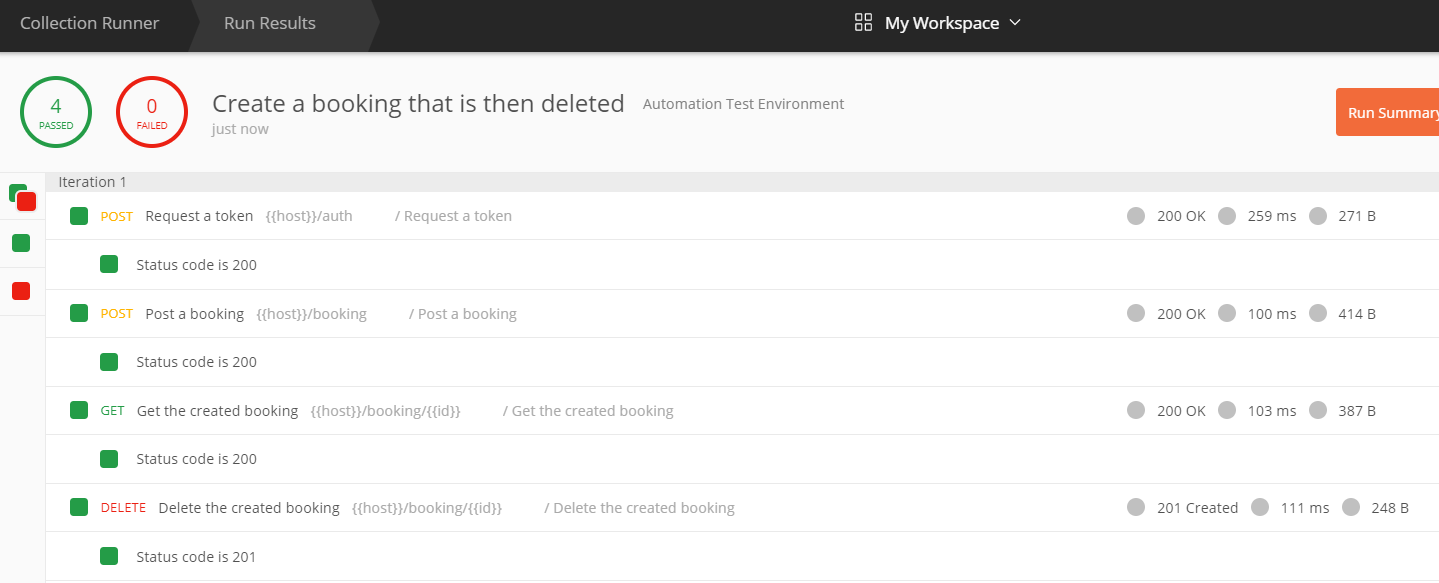 Collection Runner Run Results My Workspace
4 PASSED 0 FAILED
Create a booking that is then deleted Automation Test Environment
just now
Run Summary
Iteration 1
POST Request a token {{host}}/auth / Request a token 200 OK 259 ms 271 B
Status code is 200
POST Post a booking {{host}}/booking / Post a booking 200 OK 100 ms 414 B
Status code is 200
GET Get the created booking {{host}}/booking/{{id}} / Get the created booking 200 OK 103 ms 387 B
Status code is 200
DELETE Delete the created booking {{host}}/booking/{{id}} / Delete the created booking 201 Created 111 ms 248 B
Status code is 201